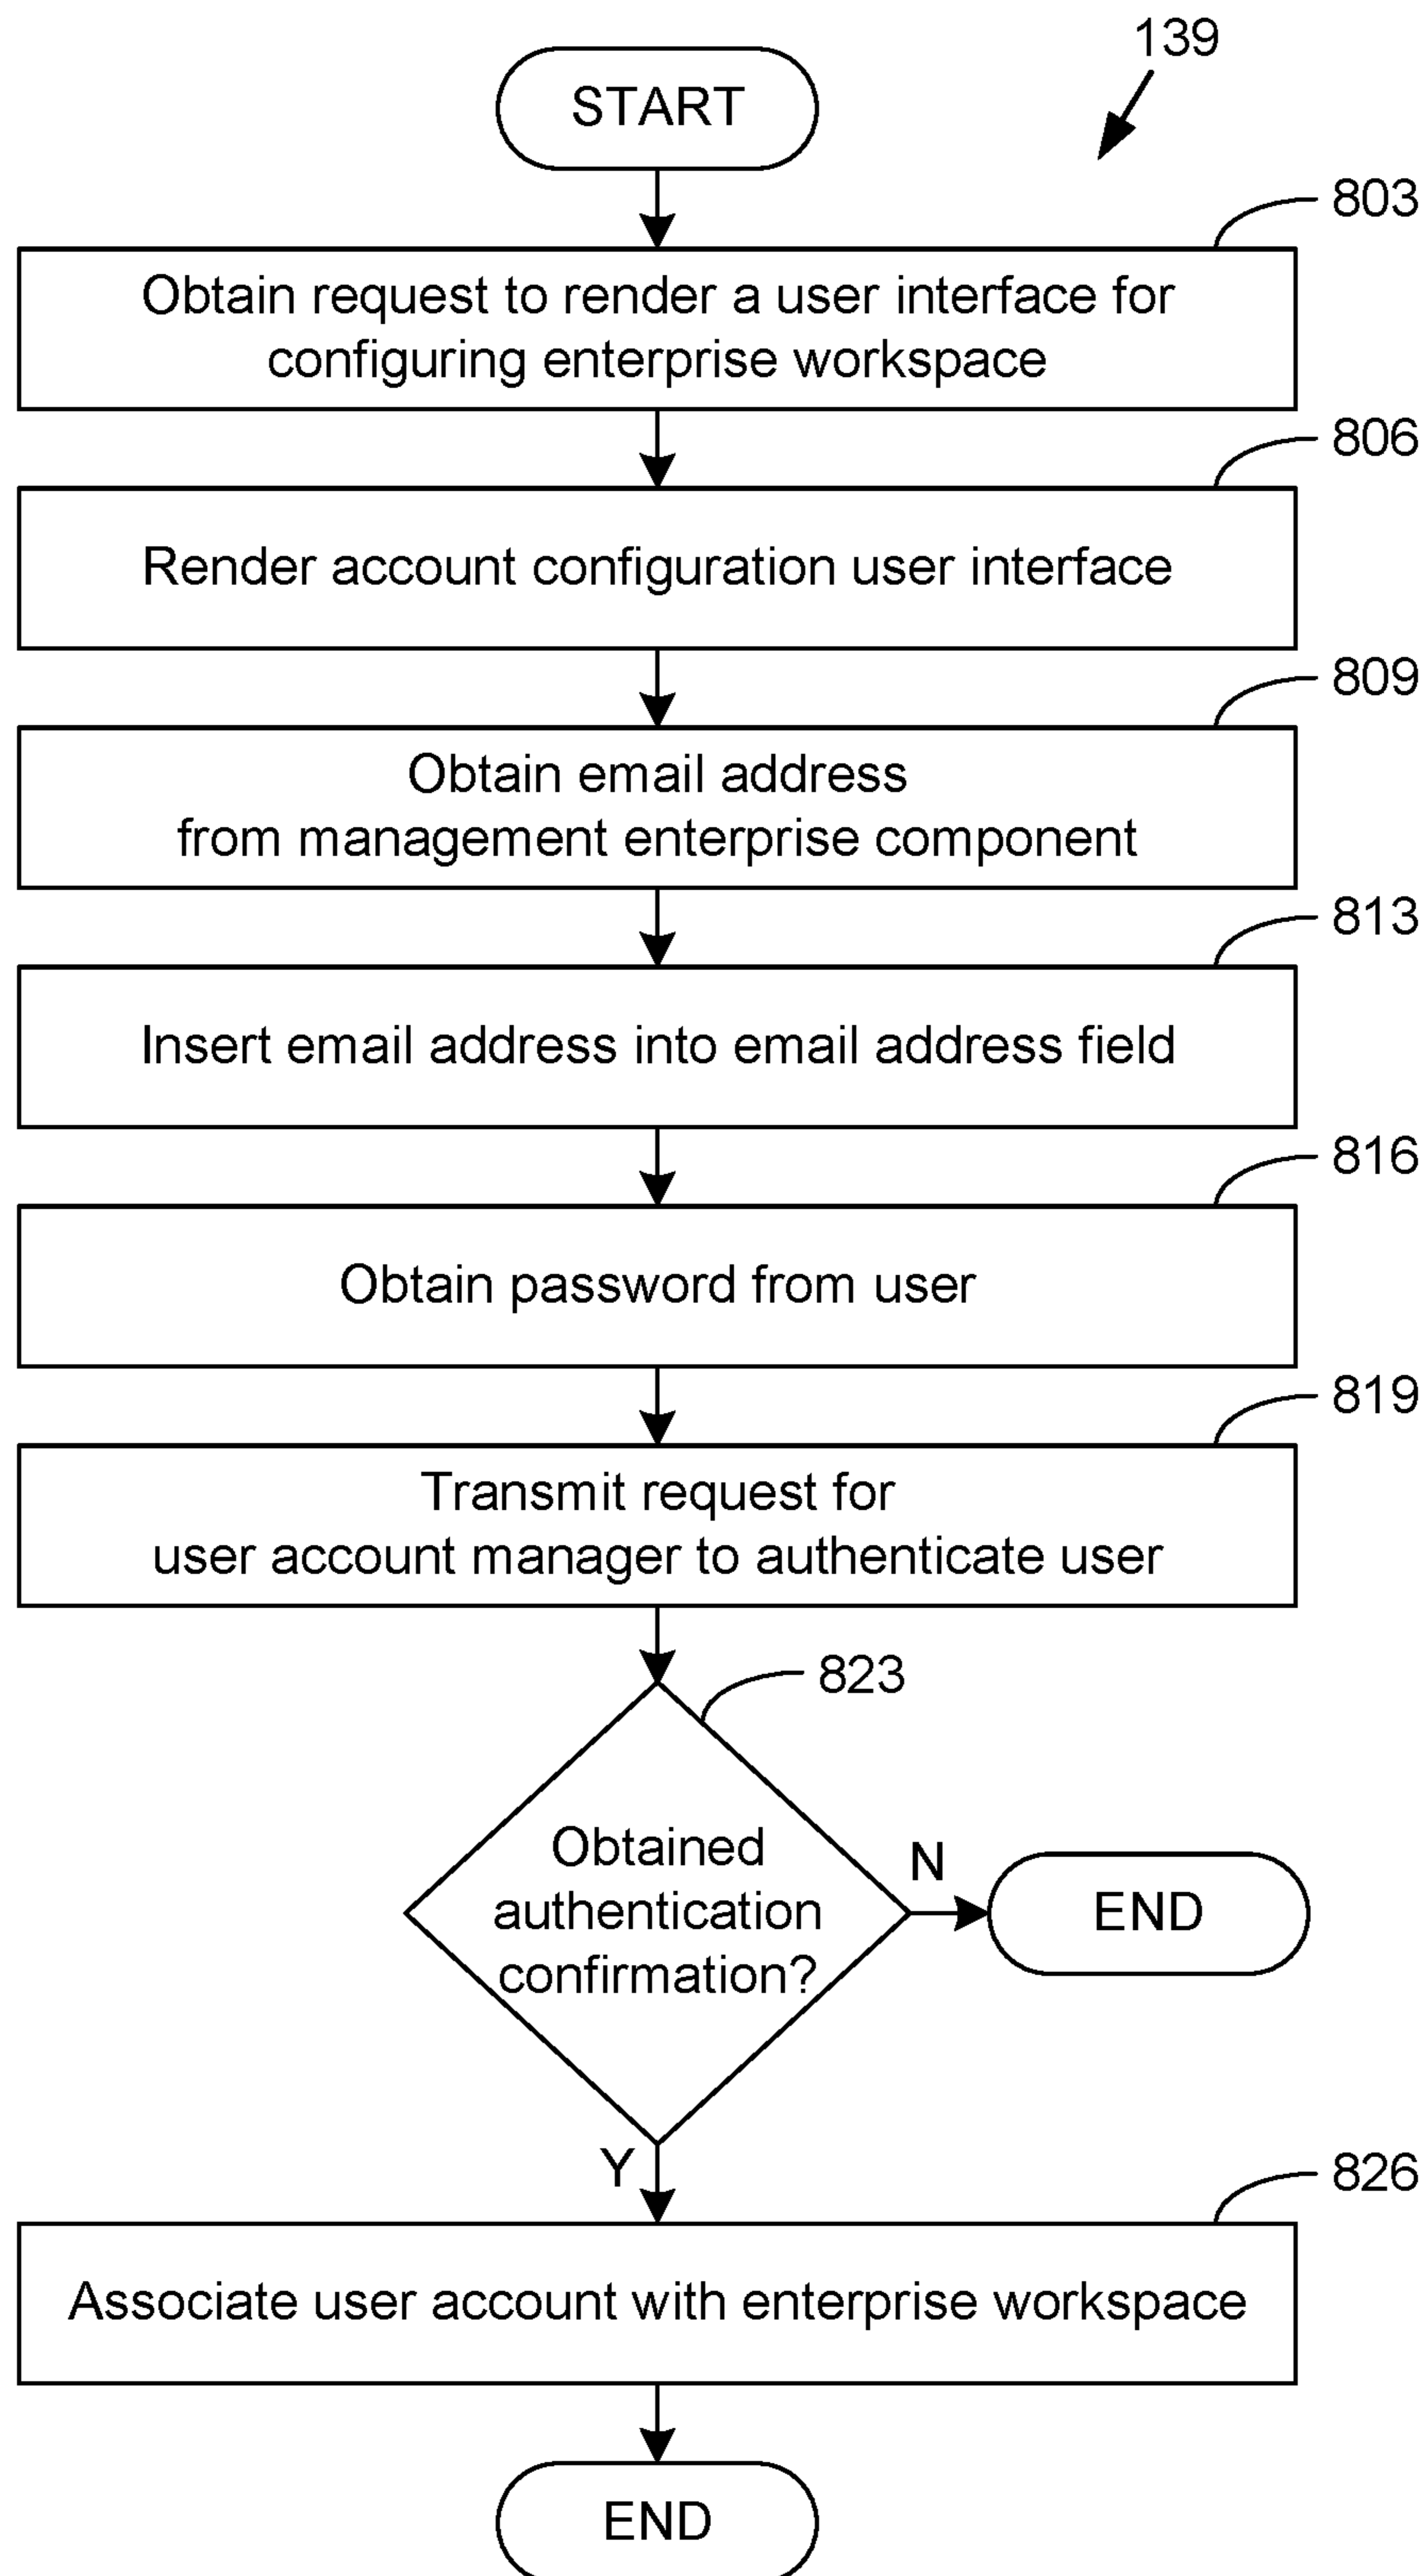 139
START
803
Obtain request to render a user interface for
configuring enterprise workspace
806
Render account configuration user interface
809
Obtain email address
from management enterprise component
813
Insert email address into email address field
816
Obtain password from user
819
Transmit request for
user account manager to authenticate user
823
Obtained
authentication
confirmation?
N
END
Y
826
Associate user account with enterprise workspace
END